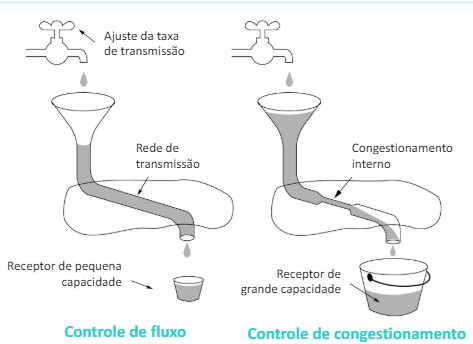 Ajuste da taxa
de transmissão
Rede de
transmissão
Receptor de pequena
capacidade
Controle de fluxo
Congestionamento
interno
Receptor de
grande capacidade
Controle de congestionamento